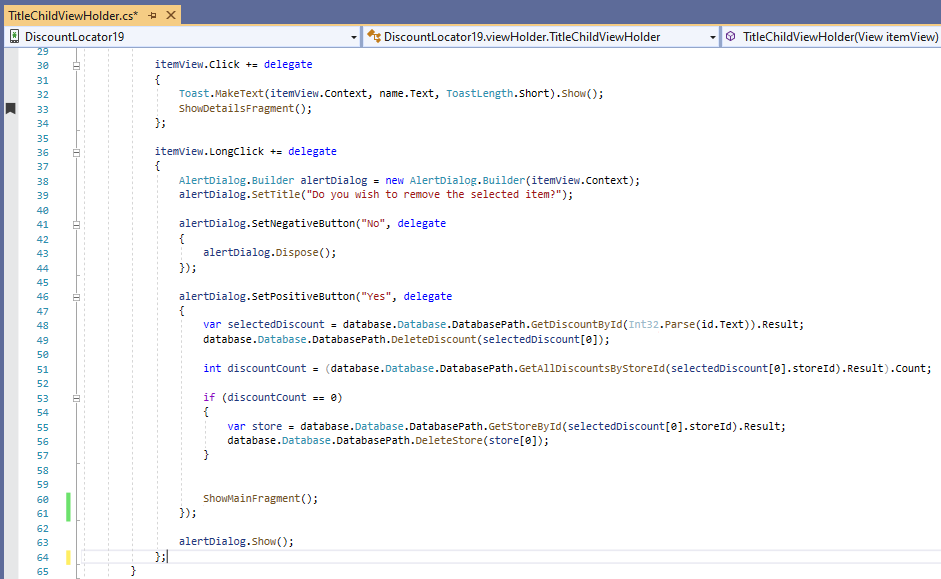 TitleChildViewHolder.cs*
DiscountLocator19 DiscountLocator19.viewHolder.TitleChildViewHolder TitleChildViewHolder(View itemView)
29
30 itemView.Click += delegate
31 {
32 Toast.MakeText(itemView.Context, name.Text, ToastLength.Short).Show();
33 ShowDetailsFragment();
34 };
35
36 itemView.LongClick += delegate
37 {
38 AlertDialog.Builder alertDialog = new AlertDialog.Builder(itemView.Context);
39 alertDialog.SetTitle("Do you wish to remove the selected item?");
40
41 alertDialog.SetNegativeButton("No", delegate
42 {
43 alertDialog.Dispose();
44 });
45
46 alertDialog.SetPositiveButton("Yes", delegate
47 {
48 var selectedDiscount = database.Database.DatabasePath.GetDiscountById(Int32.Parse(id.Text)).Result;
49 database.Database.DatabasePath.DeleteDiscount(selectedDiscount[0]);
50
51 int discountCount = (database.Database.DatabasePath.GetAllDiscountsByStoreId(selectedDiscount[0].storeId).Result).Count;
52
53 if (discountCount == 0)
54 {
55 var store = database.Database.DatabasePath.GetStoreById(selectedDiscount[0].storeId).Result;
56 database.Database.DatabasePath.DeleteStore(store[0]);
57 }
58
59
60 ShowMainFragment();
61 });
62
63 alertDialog.Show();
64 };
65 }